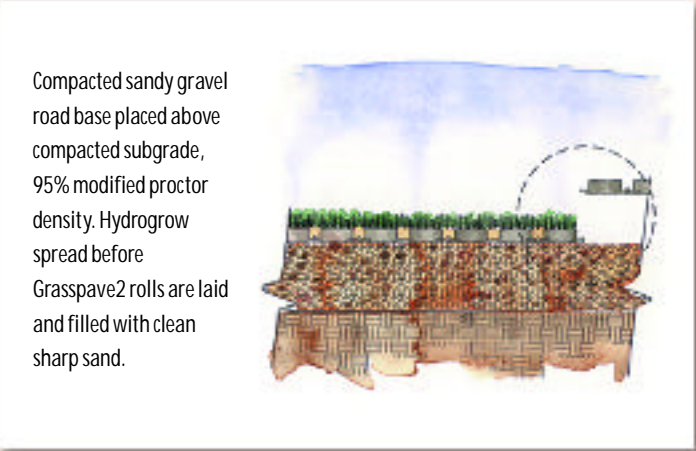 Compacted sandy gravel
road base placed above
compacted subgrade,
95% modified proctor
density. Hydrogrow
spread before
Grasspave2 rolls are laid
and filled with clean
sharp sand.